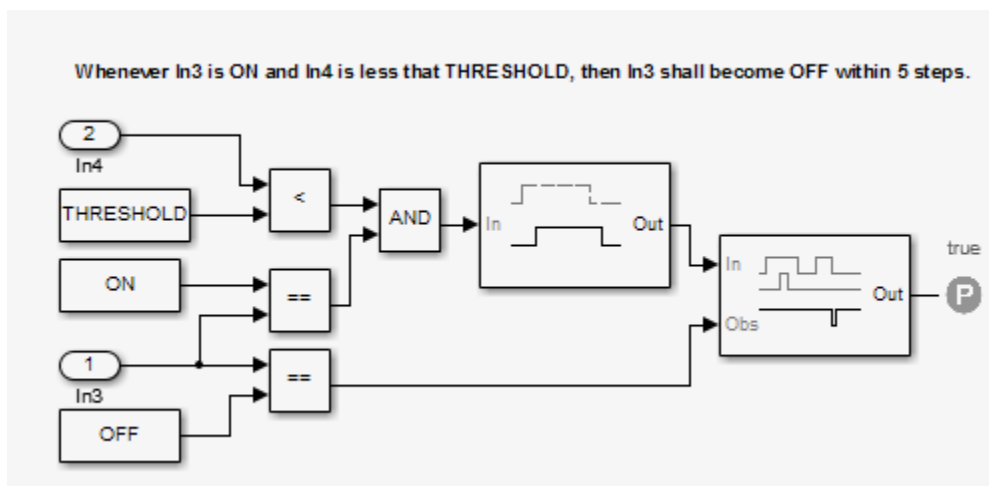 Whenever In3 is ON and In4 is less that THRESHOLD, then In3 shall become OFF within 5 steps.
2
In4
<
THRESHOLD
AND
In
Out
ON
==
In
Obs
Out
true
P
1
In3
==
OFF